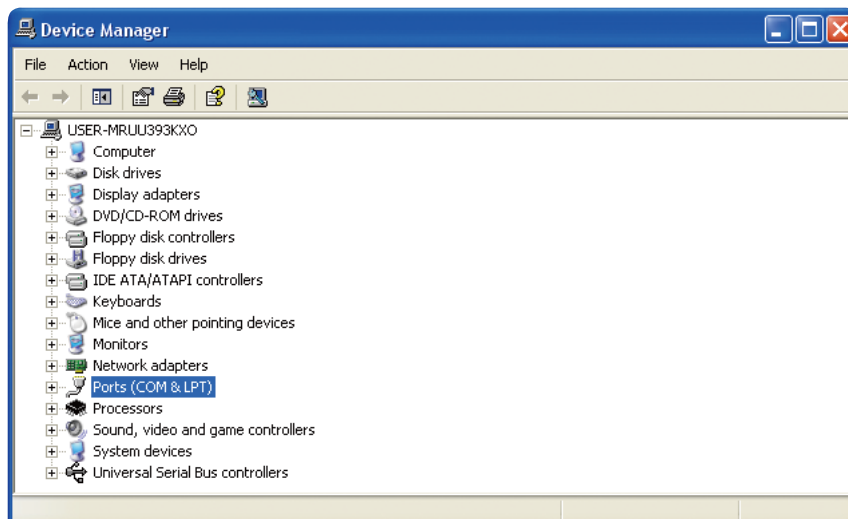 Device Manager
File Action View Help
USER-MRUU393KXO
Computer
Disk drives
Display adapters
DVD/CD-ROM drives
Floppy disk controllers
Floppy disk drives
IDE ATA/ATAPI controllers
Keyboards
Mice and other pointing devices
Monitors
Network adapters
Ports (COM & LPT)
Processors
Sound, video and game controllers
System devices
Universal Serial Bus controllers